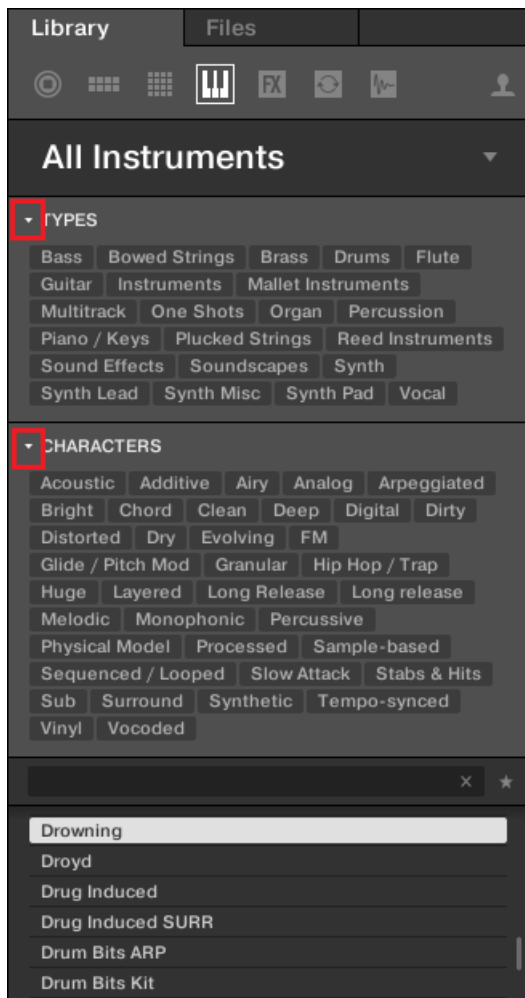 Library Files
FX
All Instruments
TYPES
Bass Bowed Strings Brass Drums Flute
Guitar Instruments Mallet Instruments
Multitrack One Shots Organ Percussion
Piano / Keys Plucked Strings Reed Instruments
Sound Effects Soundscapes Synth
Synth Lead Synth Misc Synth Pad Vocal
CHARACTERS
Acoustic Additive Airy Analog Arpeggiated
Bright Chord Clean Deep Digital Dirty
Distorted Dry Evolving FM
Glide / Pitch Mod Granular Hip Hop / Trap
Huge Layered Long Release Long release
Melodic Monophonic Percussive
Physical Model Processed Sample-based
Sequenced / Looped Slow Attack Stabs & Hits
Sub Surround Synthetic Tempo-synced
Vinyl Vocoded
Drowning
Droyd
Drug Induced
Drug Induced SURR
Drum Bits ARP
Drum Bits Kit